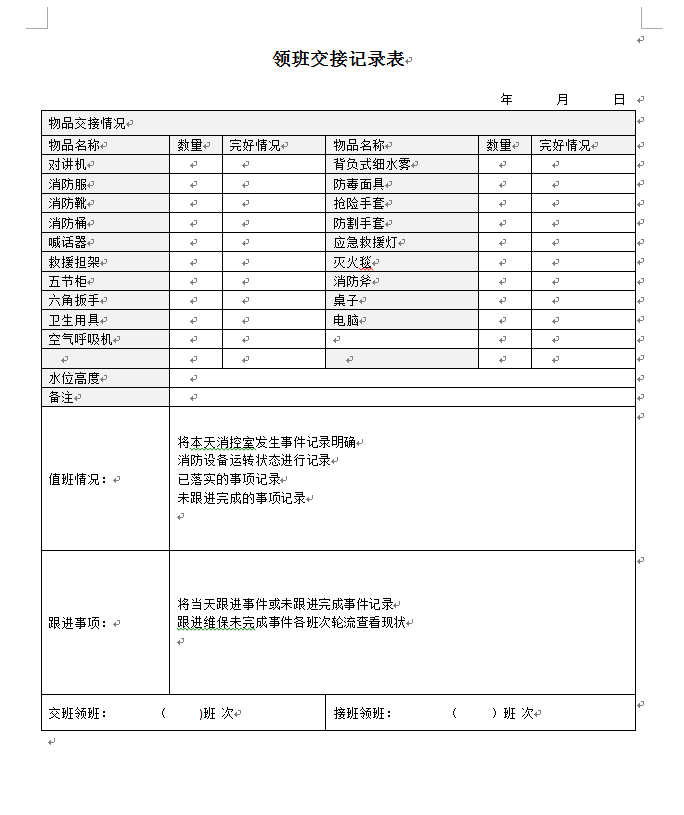 领班交接记录表
年 月 日
物品交接情况
物品名称 数量 完好情况 物品名称 数量 完好情况
对讲机 背负式细水雾
消防服 防毒面具
消防靴 抢险手套
消防桶 防割手套
喊话器 应急救援灯
救援担架 灭火毯
五节柜 消防斧
六角扳手 桌子
卫生用具 电脑
空气呼吸机
水位高度
备注
值班情况：
将本天消控室发生事件记录明确
消防设备运转状态进行记录
已落实的事项记录
未跟进完成的事项记录
跟进事项：
将当天跟进事件或未跟进完成事件记录
跟进维保未完成事件各班次轮流查看现状
交班领班： （ )班 次 接班领班： （ ）班 次